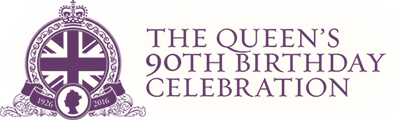 THE QUEEN'S
90TH BIRTHDAY
CELEBRATION
1926 2016